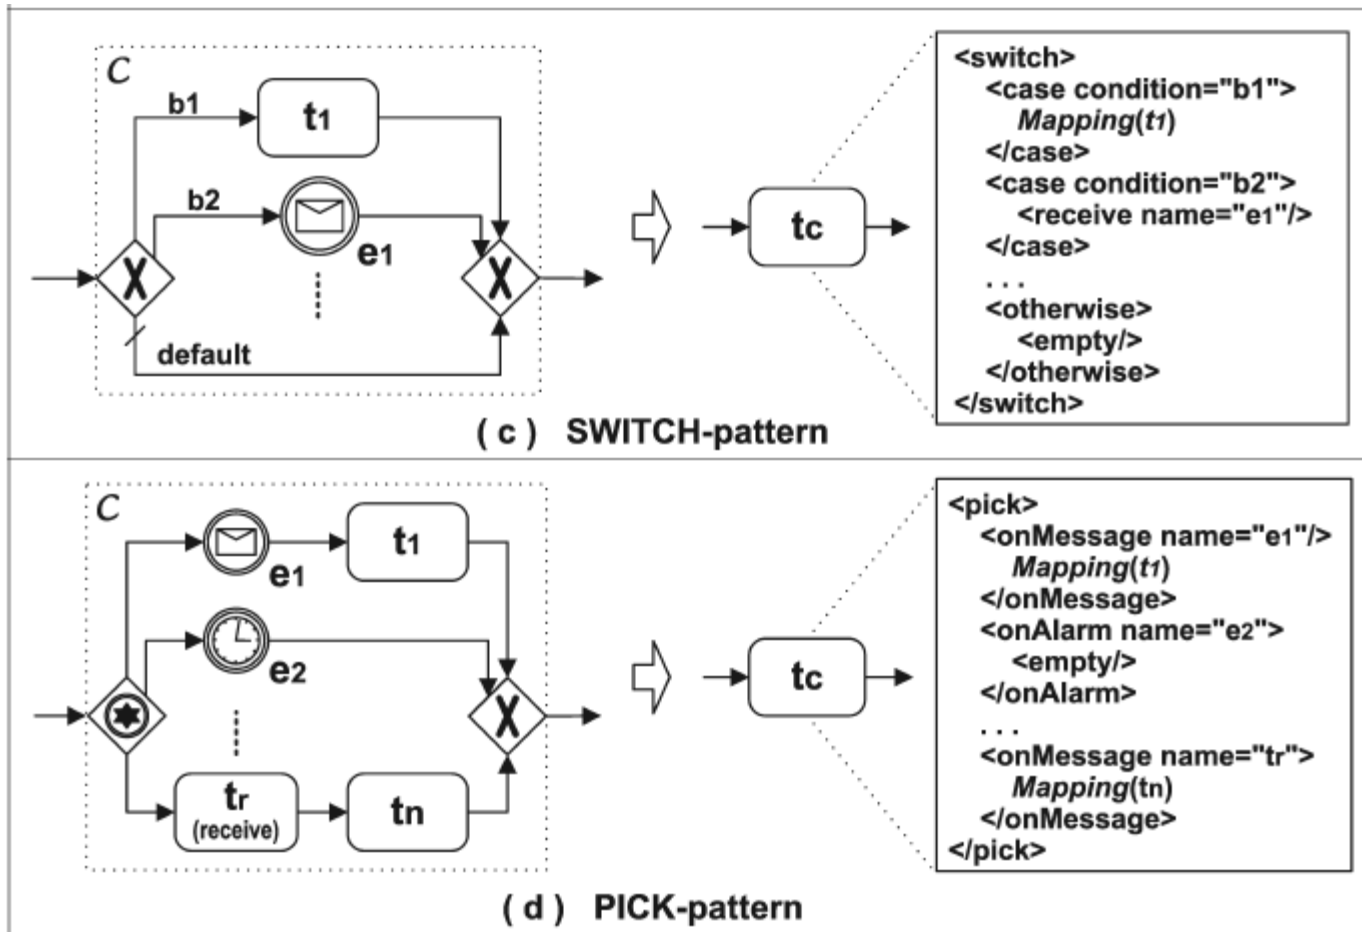 C
b1
t1
b2
e1
X
X
default
tc
<switch>
<case condition="b1">
Mapping(t1)
</case>
<case condition="b2">
<receive name="e1"/>
</case>
. . .
<otherwise>
<empty/>
</otherwise>
</switch>
( c ) SWITCH-pattern
C
e1
t1
e2
X
tr
(receive)
tn
tc
<pick>
<onMessage name="e1"/>
Mapping(t1)
</onMessage>
<onAlarm name="e2">
<empty/>
</onAlarm>
. . .
<onMessage name="tr">
Mapping(tn)
</onMessage>
</pick>
( d ) PICK-pattern